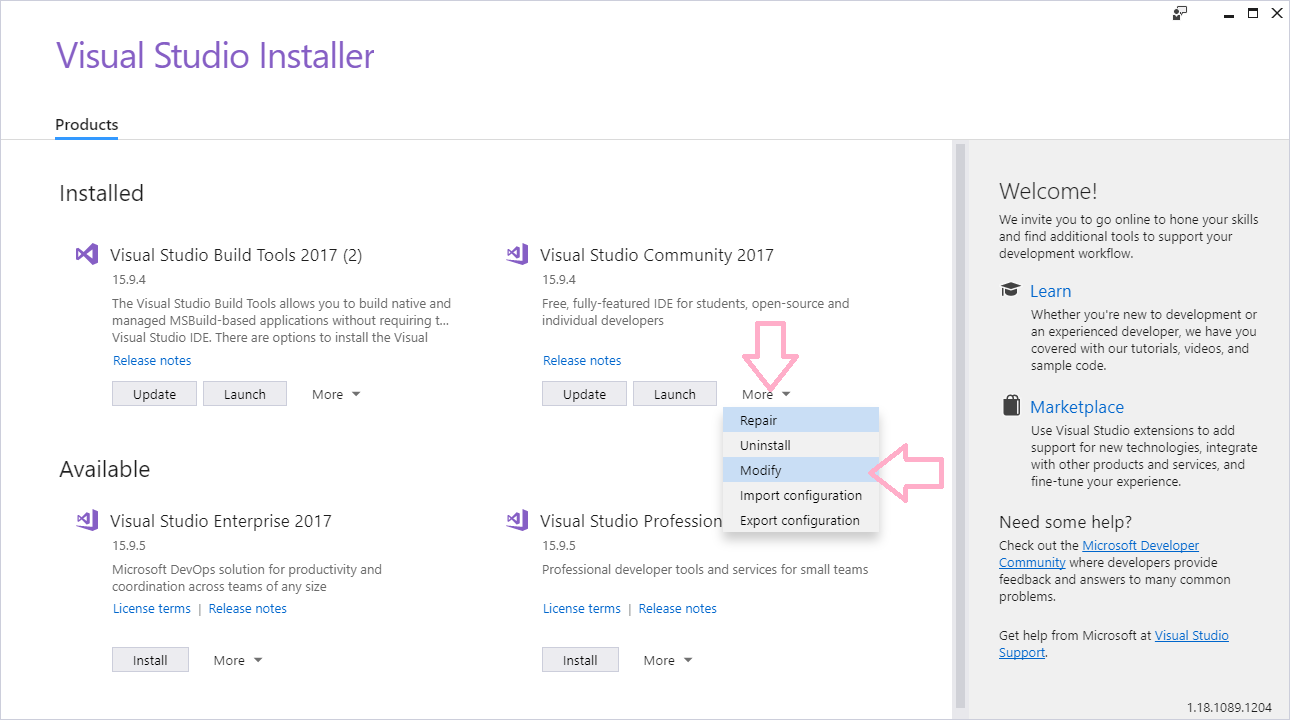 Visual Studio Installer
Products
Installed
Visual Studio Build Tools 2017 (2)
15.9.4
The Visual Studio Build Tools allows you to build native and
managed MSBuild-based applications without requiring t...
Visual Studio IDE. There are options to install the Visual
Release notes
Update
Launch
More
Visual Studio Community 2017
15.9.4
Free, fully-featured IDE for students, open-source and
individual developers
Release notes
Update
Launch
More
Repair
Uninstall
Modify
Import configuration
Export configuration
Available
Visual Studio Enterprise 2017
15.9.5
Microsoft DevOps solution for productivity and
coordination across teams of any size
License terms | Release notes
Install
More
Visual Studio Profession
15.9.5
Professional developer tools and services for small teams
License terms | Release notes
Install
More
Welcome!
We invite you to go online to hone your skills
and find additional tools to support your
development workflow.
Learn
Whether you're new to development or
an experienced developer, we have you
covered with our tutorials, videos, and
sample code.
Marketplace
Use Visual Studio extensions to add
support for new technologies, integrate
with other products and services, and
fine-tune your experience.
Need some help?
Check out the Microsoft Developer
Community where developers provide
feedback and answers to many common
problems.
Get help from Microsoft at Visual Studio
Support.
1.18.1089.1204